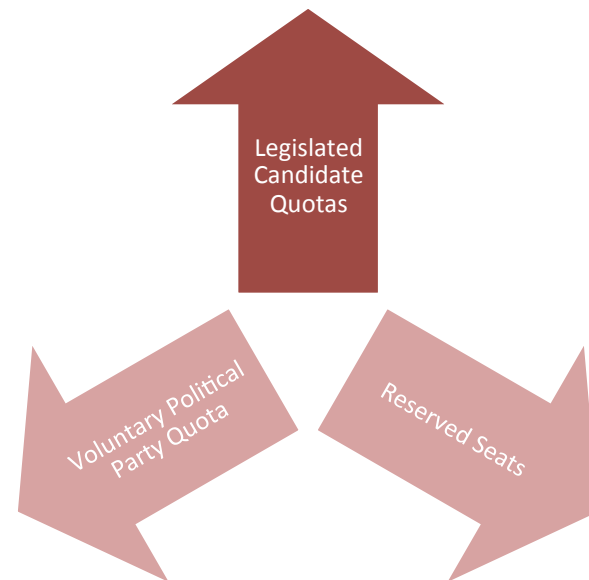 Legislated
Candidate
Quotas
Voluntary Political
Party Quota
Reserved Seats